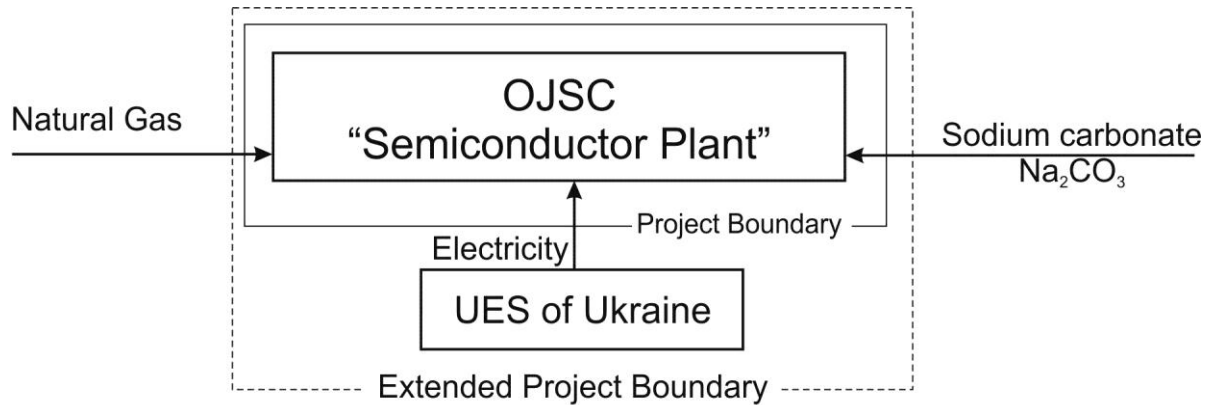 OJSC
“Semiconductor Plant”
Natural Gas
Sodium carbonate
Na₂CO₃
Project Boundary
Electricity
UES of Ukraine
Extended Project Boundary